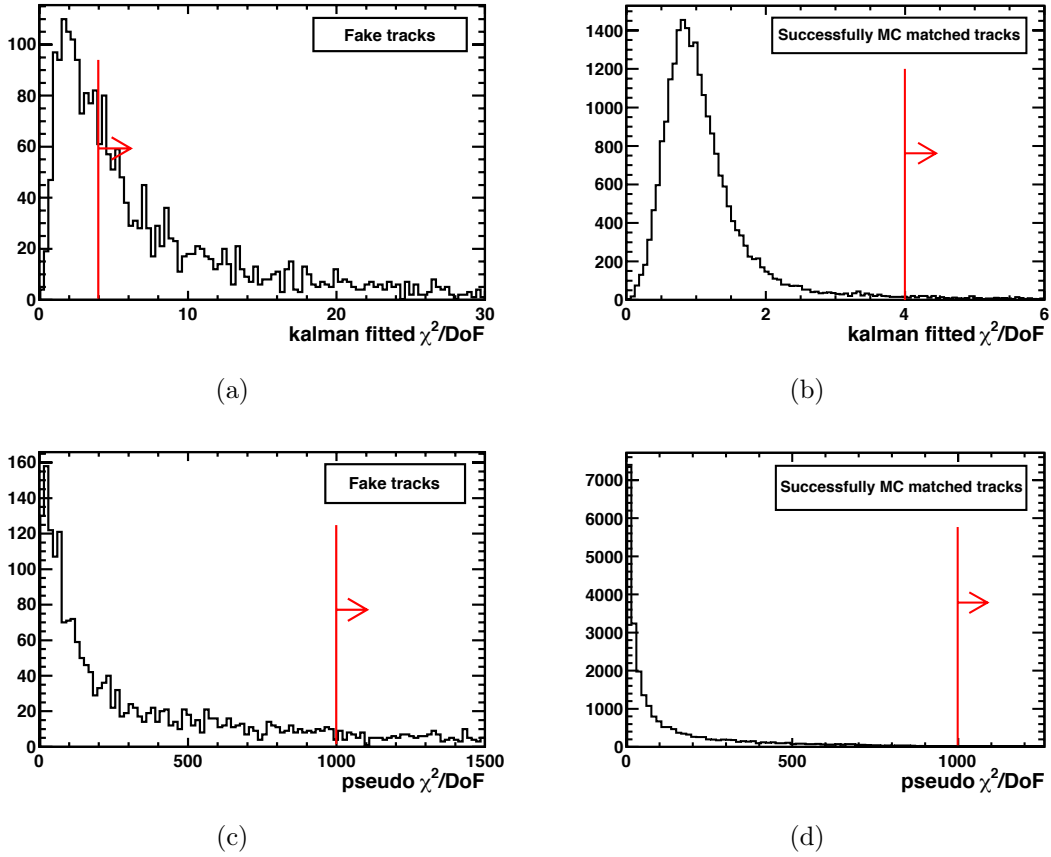 Fake tracks
100
80
60
40
20
0
0 10 20 30
kalman fitted χ²/DoF
(a)
Successfully MC matched tracks
1400
1200
1000
800
600
400
200
0
0 2 4 6
kalman fitted χ²/DoF
(b)
Fake tracks
160
140
120
100
80
60
40
20
0
0 500 1000 1500
pseudo χ²/DoF
(c)
Successfully MC matched tracks
7000
6000
5000
4000
3000
2000
1000
0
0 500 1000
pseudo χ²/DoF
(d)